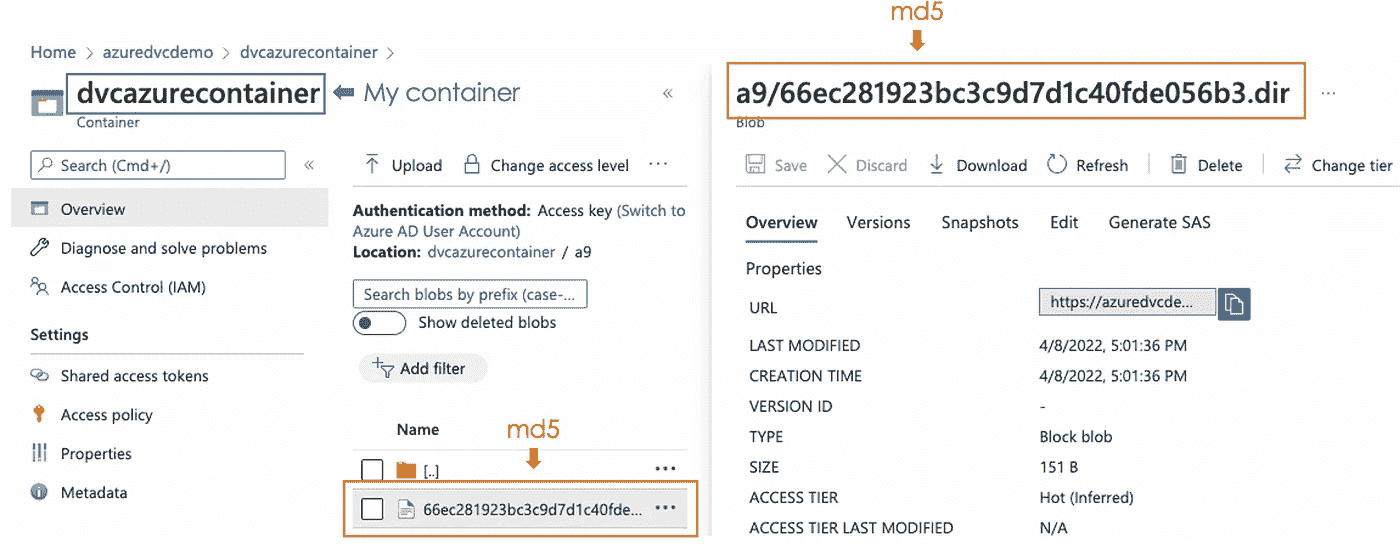 md5
Home > azuredvcdemo > dvcazurecontainer >
dvcazurecontainer
My container
«
Container
Search (Cmd+/)
«
Overview
Diagnose and solve problems
Access Control (IAM)
Settings
Shared access tokens
Access policy
Properties
Metadata
Upload
Change access level
...
Authentication method: Access key (Switch to
Azure AD User Account)
Location: dvcazurecontainer / a9
Search blobs by prefix (case-...
Show deleted blobs
Add filter
Name
md5
[..]
...
66ec281923bc3c9d7d1c40fde...
...
a9/66ec281923bc3c9d7d1c40fde056b3.dir
...
Blob
Save
Discard
Download
Refresh
Delete
Change tier
Overview
Versions
Snapshots
Edit
Generate SAS
Properties
URL https://azuredvcde...
LAST MODIFIED 4/8/2022, 5:01:36 PM
CREATION TIME 4/8/2022, 5:01:36 PM
VERSION ID -
TYPE Block blob
SIZE 151 B
ACCESS TIER Hot (Inferred)
ACCESS TIER LAST MODIFIED N/A